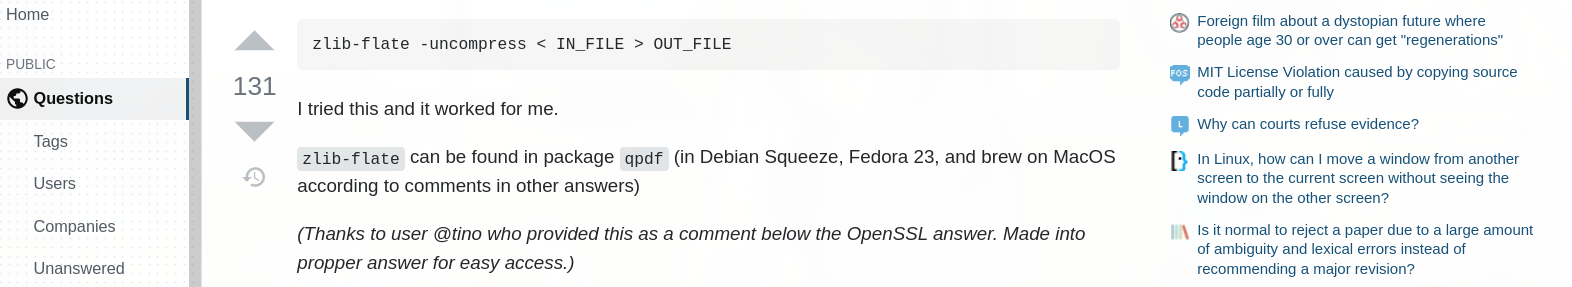 Home
PUBLIC
Questions
Tags
Users
Companies
Unanswered
131
zlib-flate -uncompress < IN_FILE > OUT_FILE
I tried this and it worked for me.
zlib-flate can be found in package qpdf (in Debian Squeeze, Fedora 23, and brew on MacOS
according to comments in other answers)
(Thanks to user @tino who provided this as a comment below the OpenSSL answer. Made into
propper answer for easy access.)
Foreign film about a dystopian future where
people age 30 or over can get "regenerations"
FOS
MIT License Violation caused by copying source
code partially or fully
L
Why can courts refuse evidence?
In Linux, how can I move a window from another
screen to the current screen without seeing the
window on the other screen?
Is it normal to reject a paper due to a large amount
of ambiguity and lexical errors instead of
recommending a major revision?